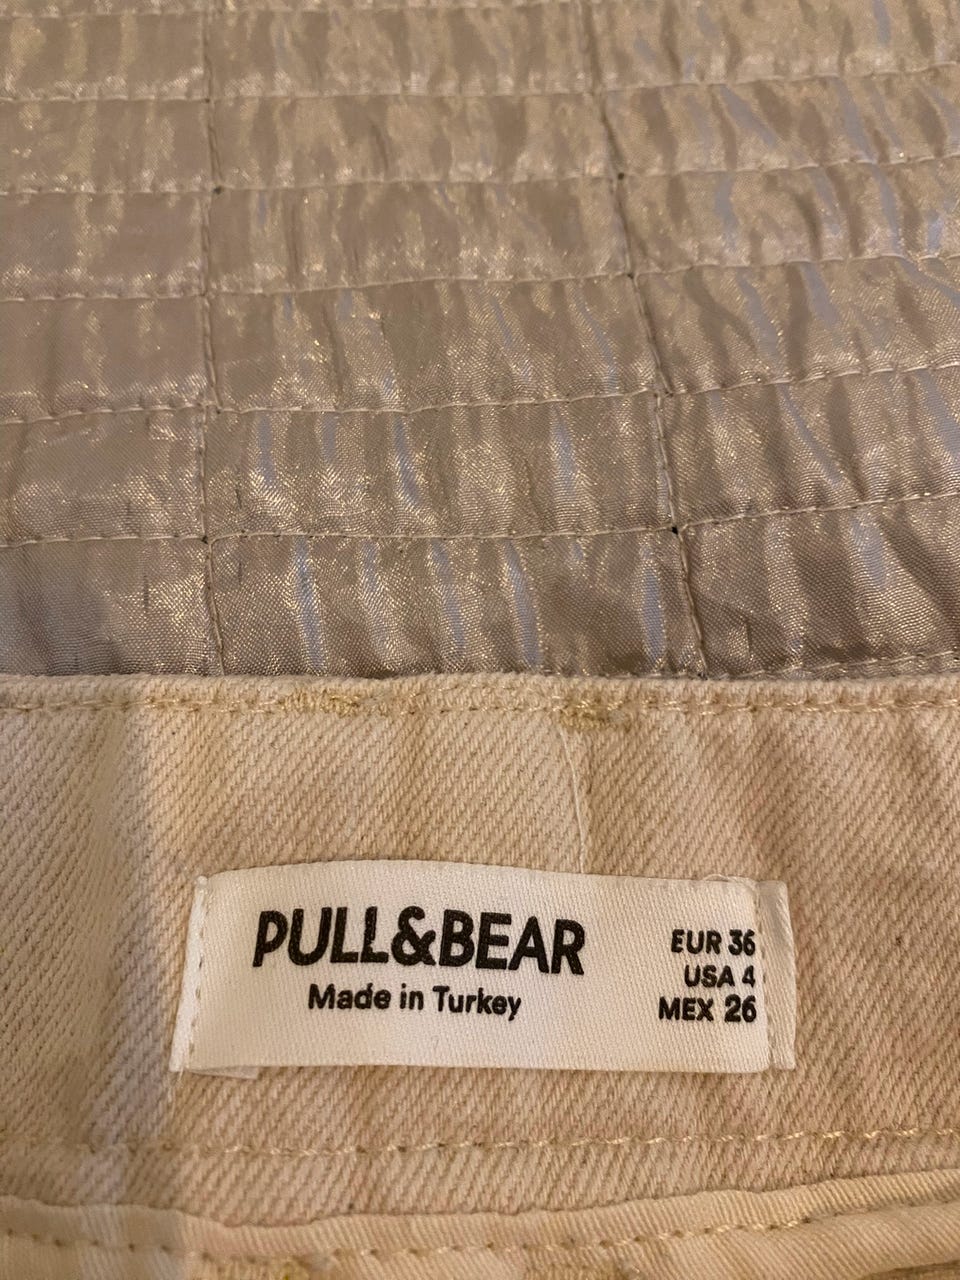 PULL&BEAR
Made in Turkey
EUR 36
USA 4
MEX 26